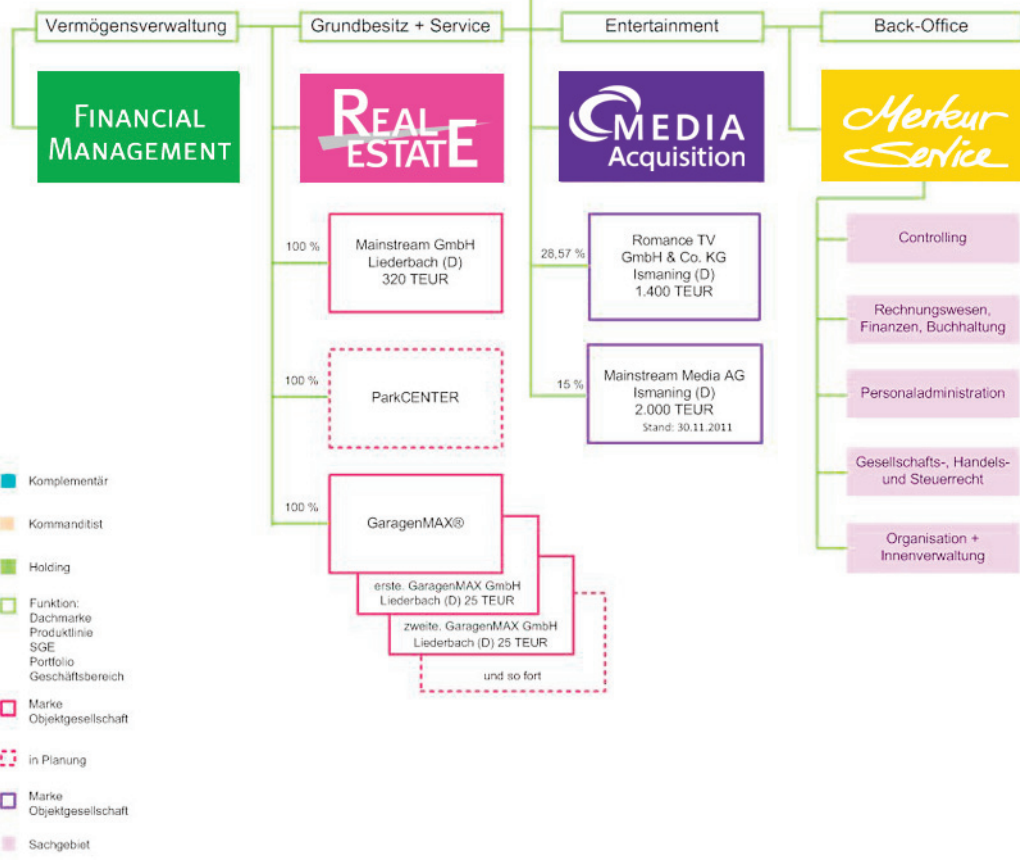 Vermögensverwaltung
Grundbesitz + Service
Entertainment
Back-Office
FINANCIAL
MANAGEMENT
REAL
ESTATE
MEDIA
Acquisition
Merkur
Service
100 %
Mainstream GmbH
Liederbach (D)
320 TEUR
100 %
ParkCENTER
100 %
GaragenMAX®
erste. GaragenMAX GmbH
Liederbach (D) 25 TEUR
zweite. GaragenMAX GmbH
Liederbach (D) 25 TEUR
und so fort
28,57 %
Romance TV
GmbH & Co. KG
Ismaning (D)
1.400 TEUR
15 %
Mainstream Media AG
Ismaning (D)
2.000 TEUR
Stand: 30.11.2011
Controlling
Rechnungswesen,
Finanzen, Buchhaltung
Personaladministration
Gesellschafts-, Handels-
und Steuerrecht
Organisation +
Innenverwaltung
Komplementär
Kommanditist
Holding
Funktion:
Dachmarke
Produktlinie
SGE
Portfolio
Geschäftsbereich
Marke
Objektgesellschaft
in Planung
Marke
Objektgesellschaft
Sachgebiet